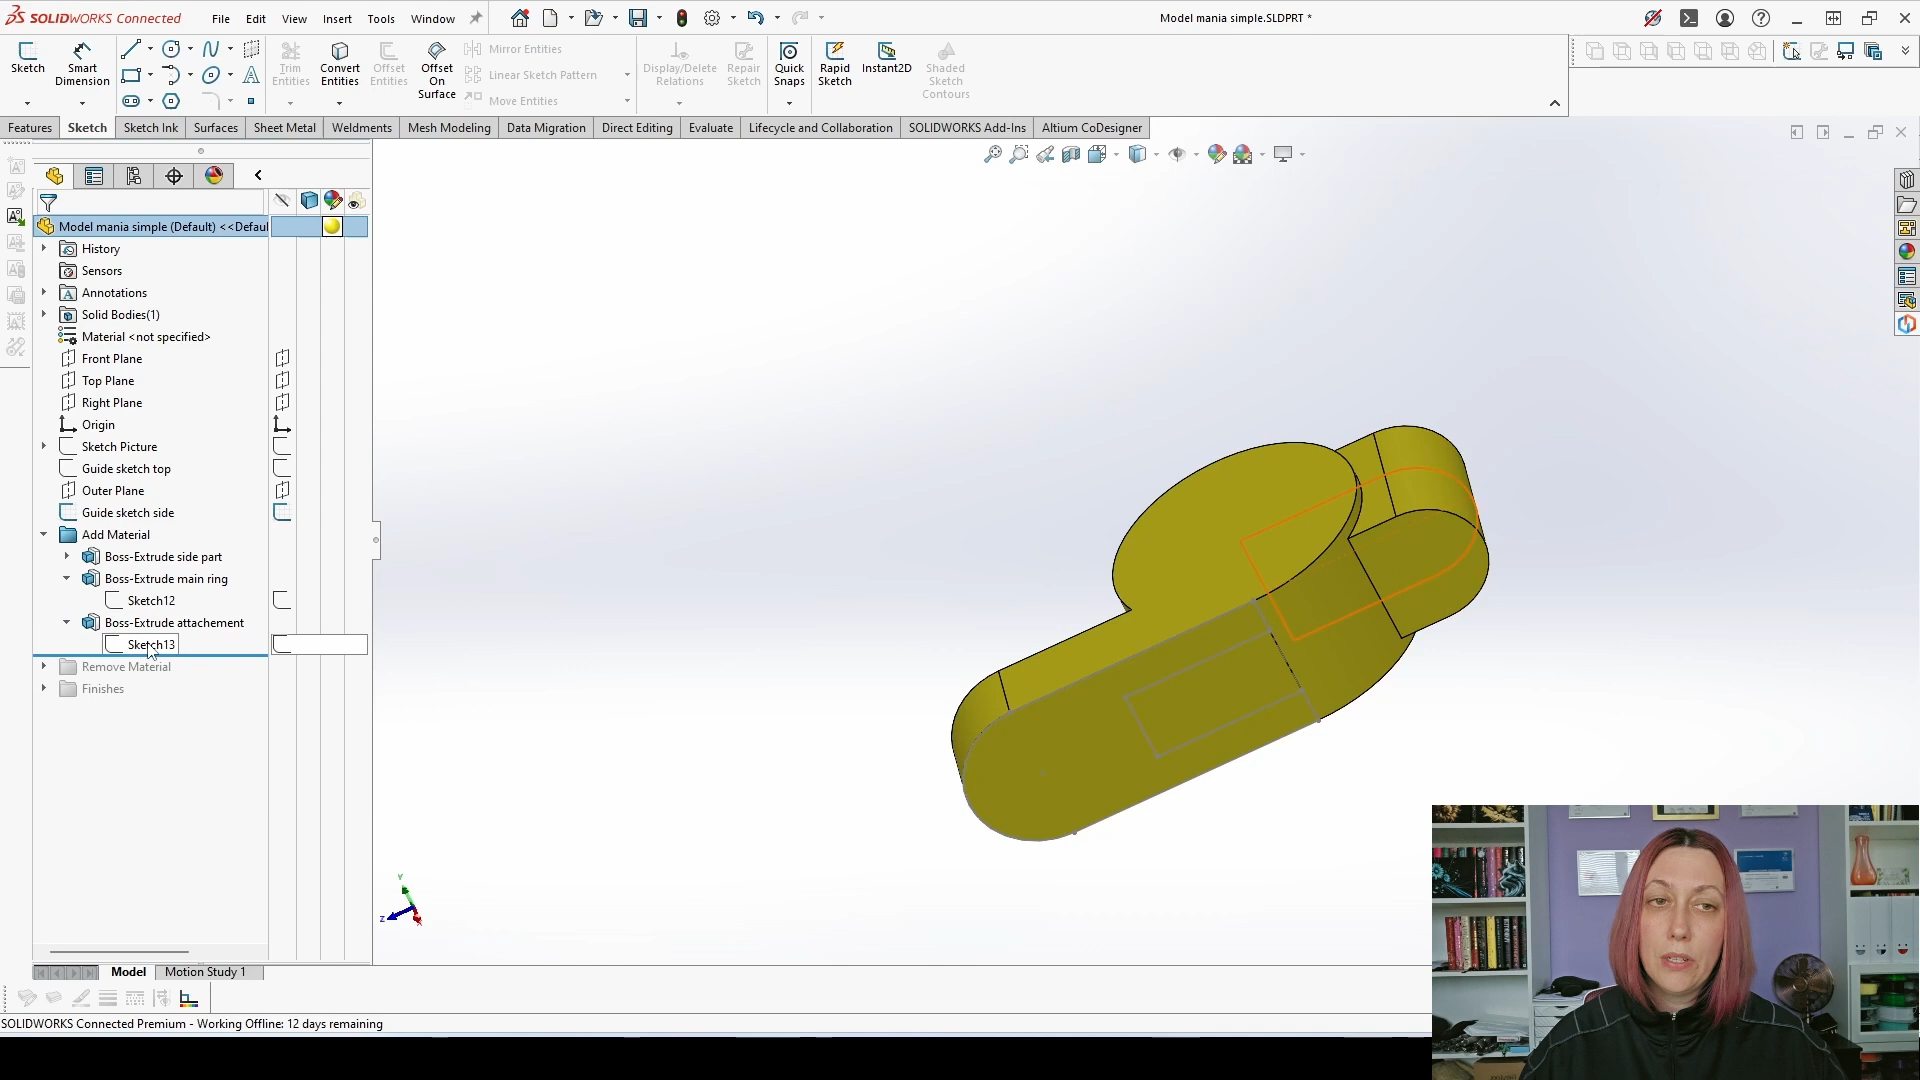 SOLIDWORKS Connected
File Edit View Insert Tools Window
Model mania simple.SLDPRT *
Sketch
Smart Dimension
Trim Entities
Convert Entities
Offset Entities
Offset On Surface
Mirror Entities
Linear Sketch Pattern
Move Entities
Display/Delete Relations
Repair Sketch
Quick Snaps
Rapid Sketch
Instant2D
Shaded Sketch Contours
Features Sketch Sketch Ink Surfaces Sheet Metal Weldments Mesh Modeling Data Migration Direct Editing Evaluate Lifecycle and Collaboration SOLIDWORKS Add-Ins Altium CoDesigner
Model mania simple (Default) <<Defaul
History
Sensors
Annotations
Solid Bodies(1)
Material <not specified>
Front Plane
Top Plane
Right Plane
Origin
Sketch Picture
Guide sketch top
Outer Plane
Guide sketch side
Add Material
Boss-Extrude side part
Boss-Extrude main ring
Sketch12
Boss-Extrude attachement
Sketch13
Remove Material
Finishes
Y
Z
X
Model Motion Study 1
SOLIDWORKS Connected Premium - Working Offline: 12 days remaining